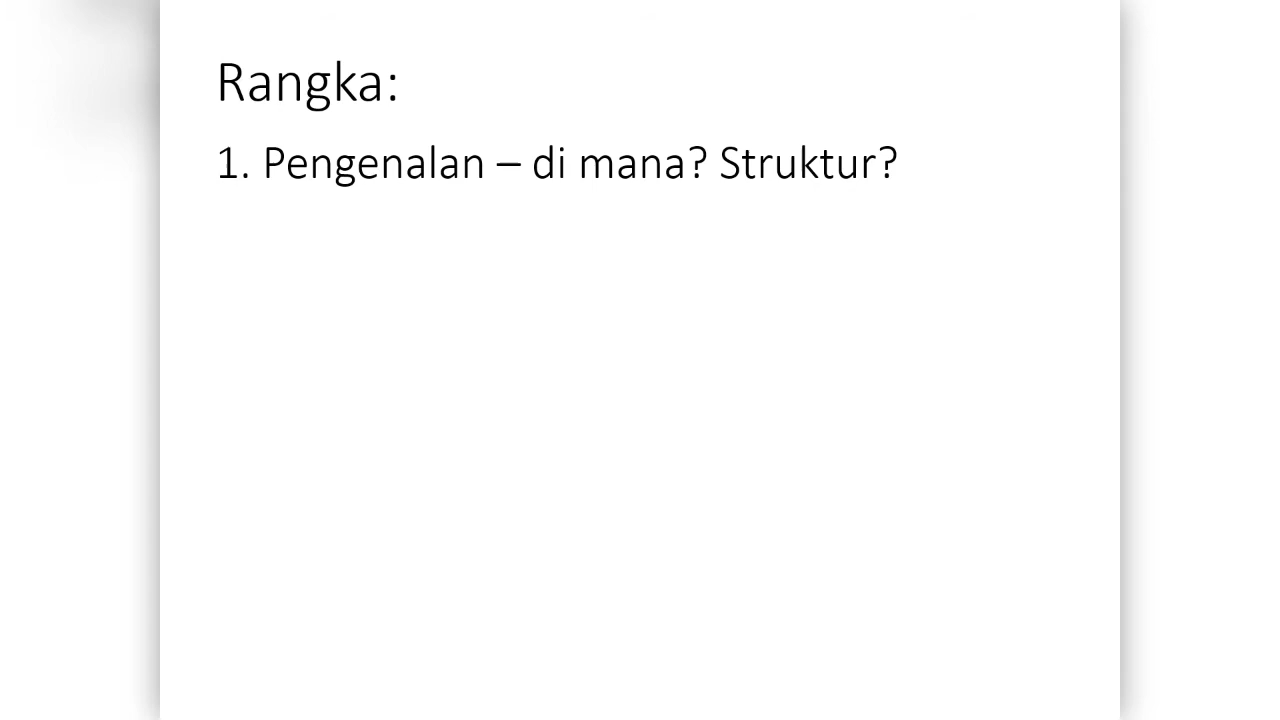 Rangka:
1. Pengenalan – di mana? Struktur?